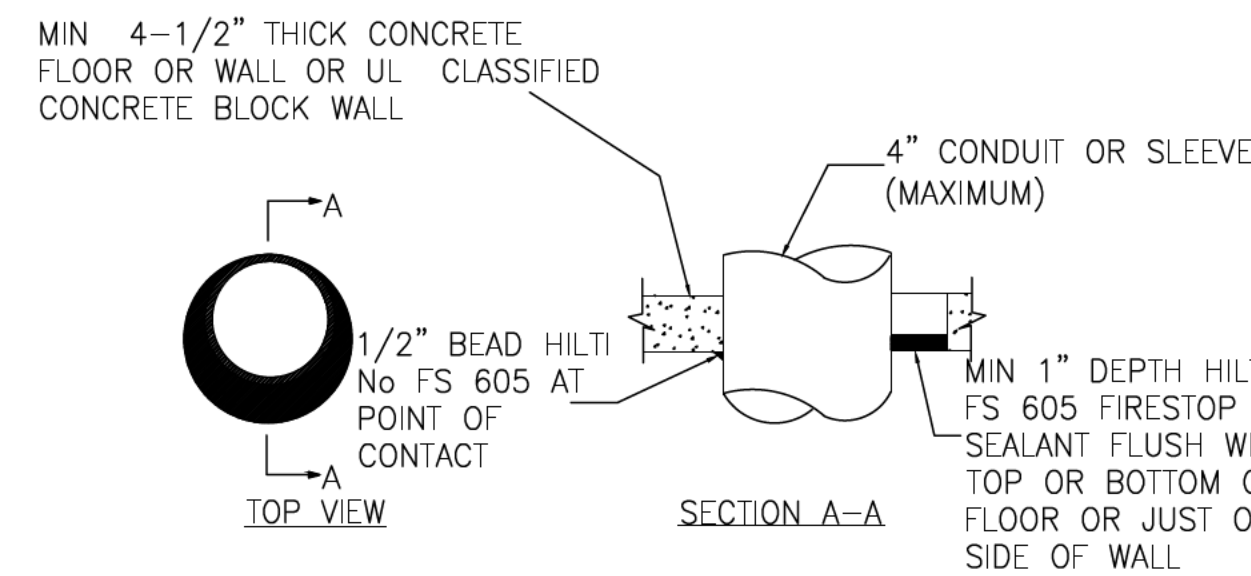 MIN 4-1/2" THICK CONCRETE
FLOOR OR WALL OR UL CLASSIFIED
CONCRETE BLOCK WALL
4" CONDUIT OR SLEEVE
(MAXIMUM)
A
1/2" BEAD HILTI
No FS 605 AT
POINT OF
CONTACT
A
TOP VIEW
SECTION A-A
MIN 1" DEPTH
FS 605 FIRESTOP
SEALANT FLUSH
TOP OR BOTTOM
FLOOR OR JUST
SIDE OF WALL